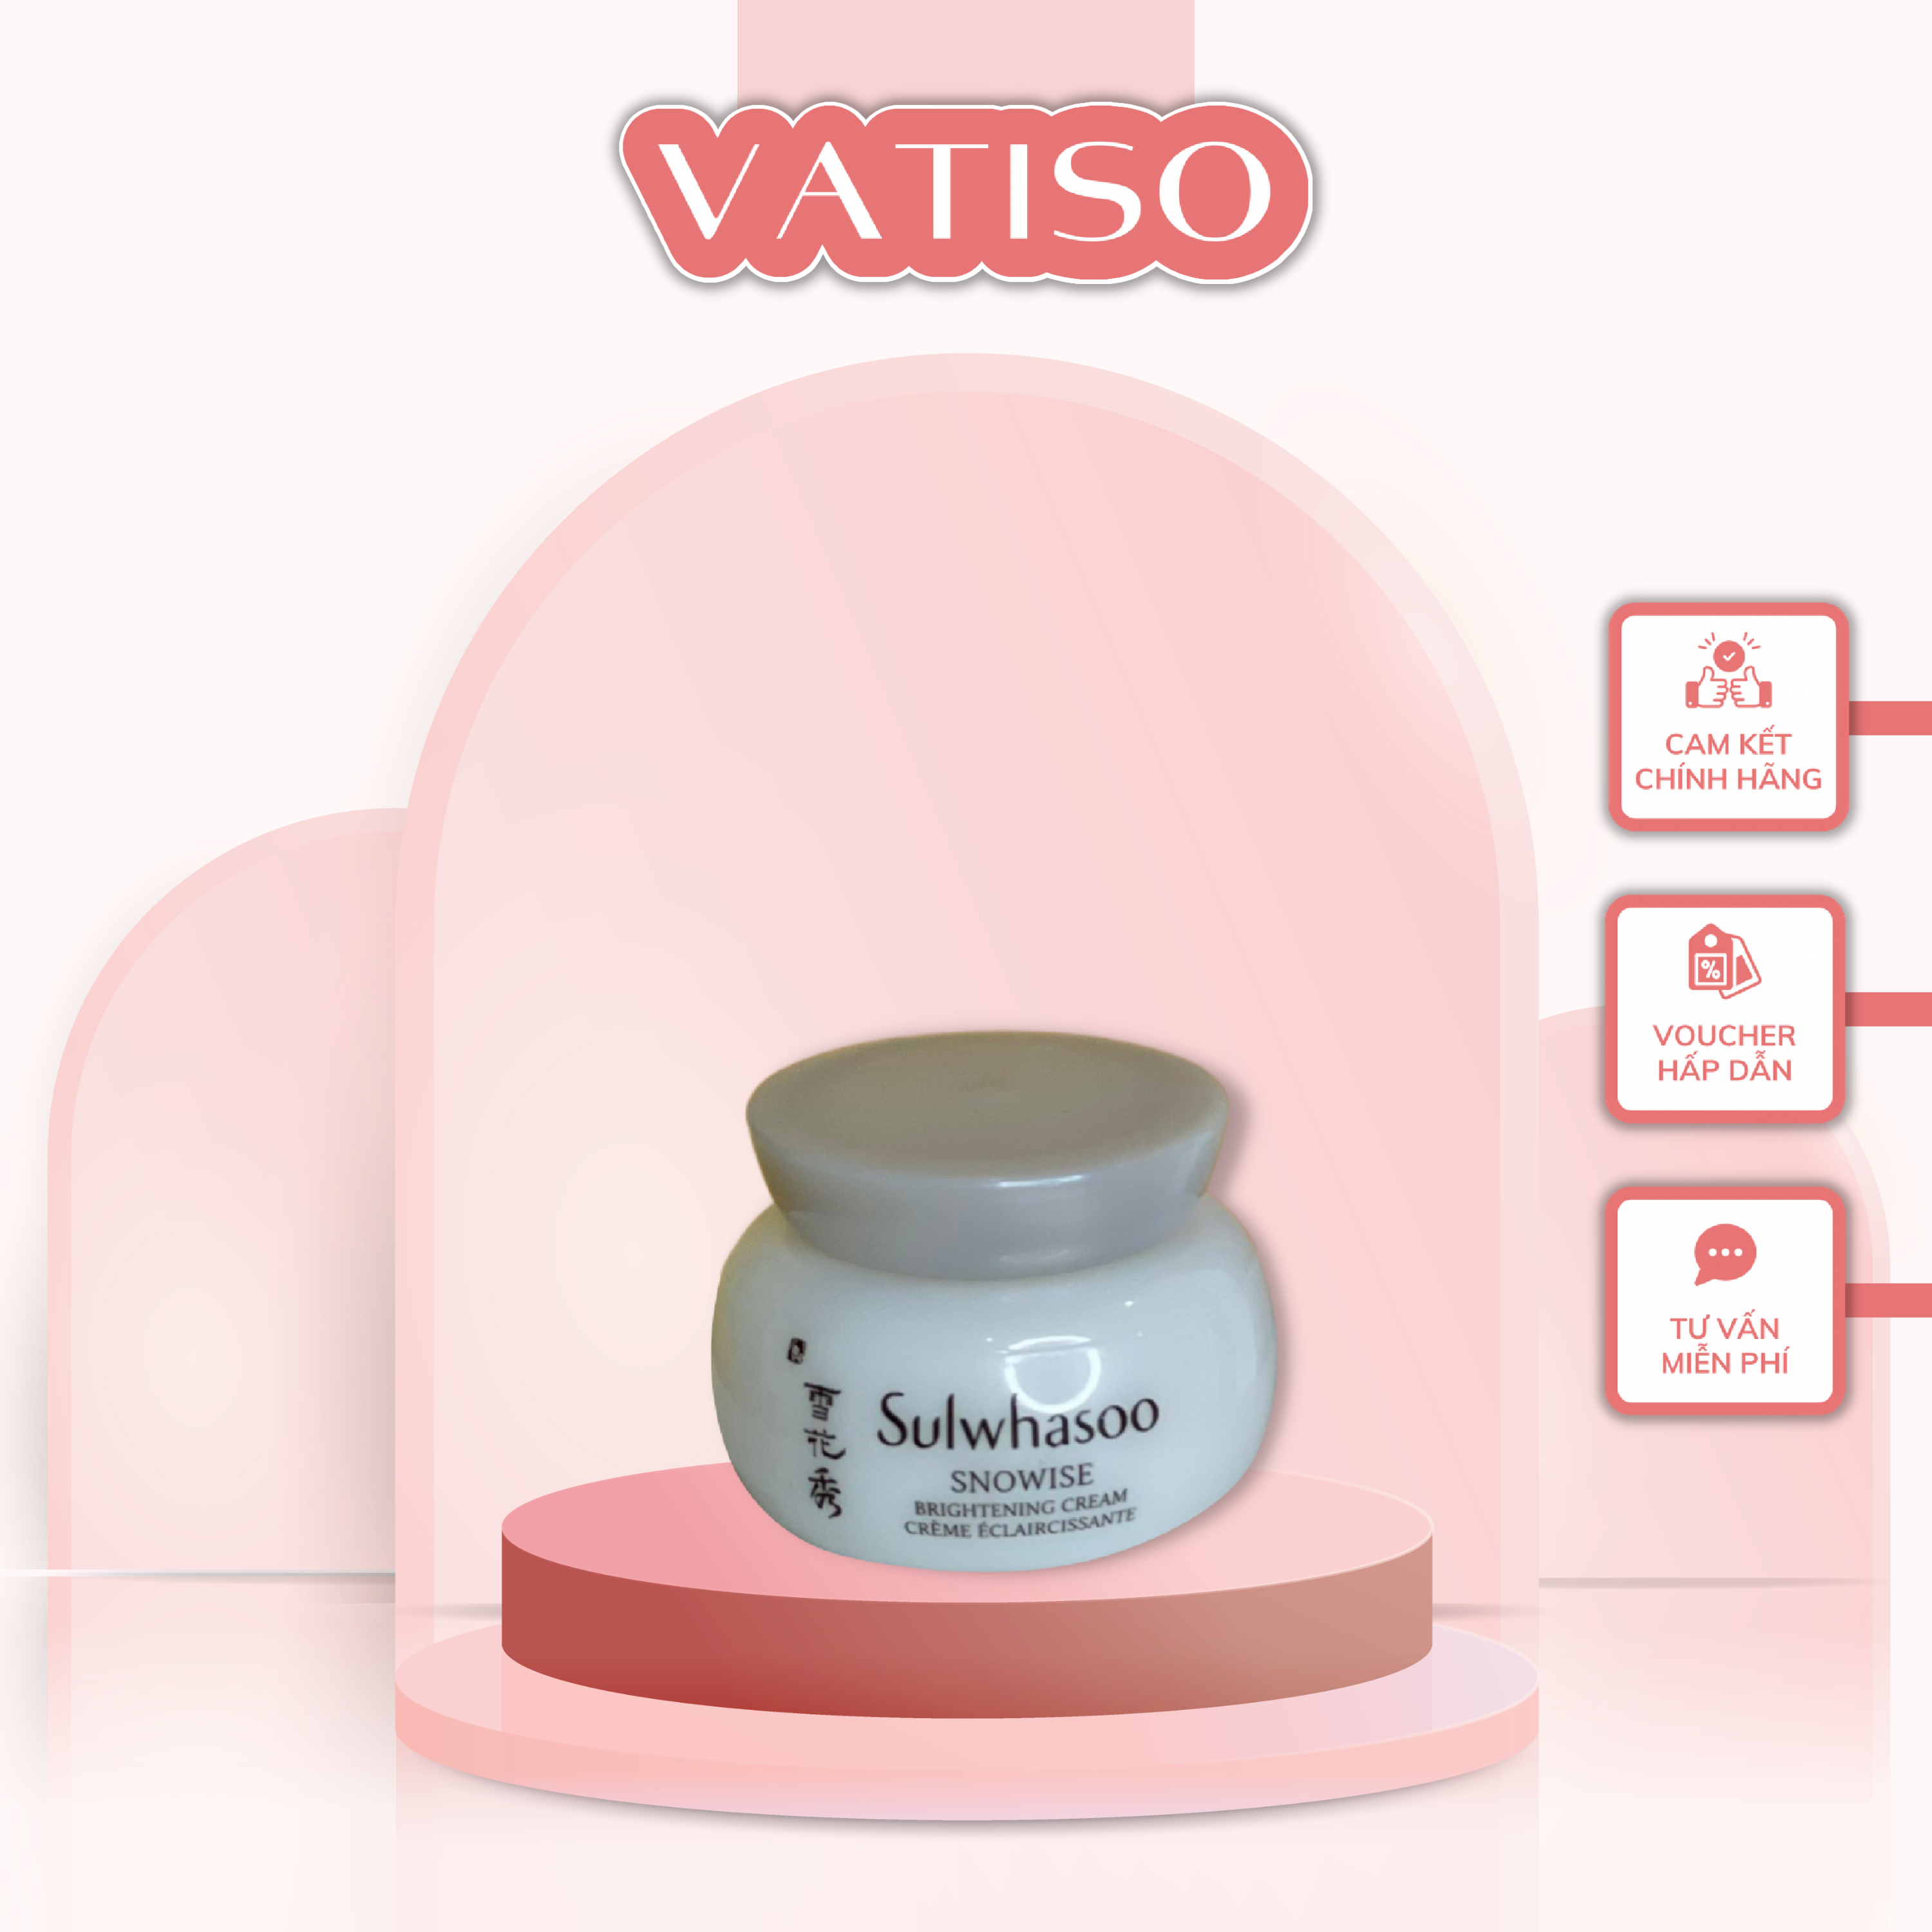 VATISO
CAM KẾT
CHÍNH HÃNG
VOUCHER
HẤP DẪN
TƯ VẤN
MIỄN PHÍ
雪花秀
Sulwhasoo
SNOWISE
BRIGHTENING CREAM
CRÈME ÉCLAIRCISSANTE